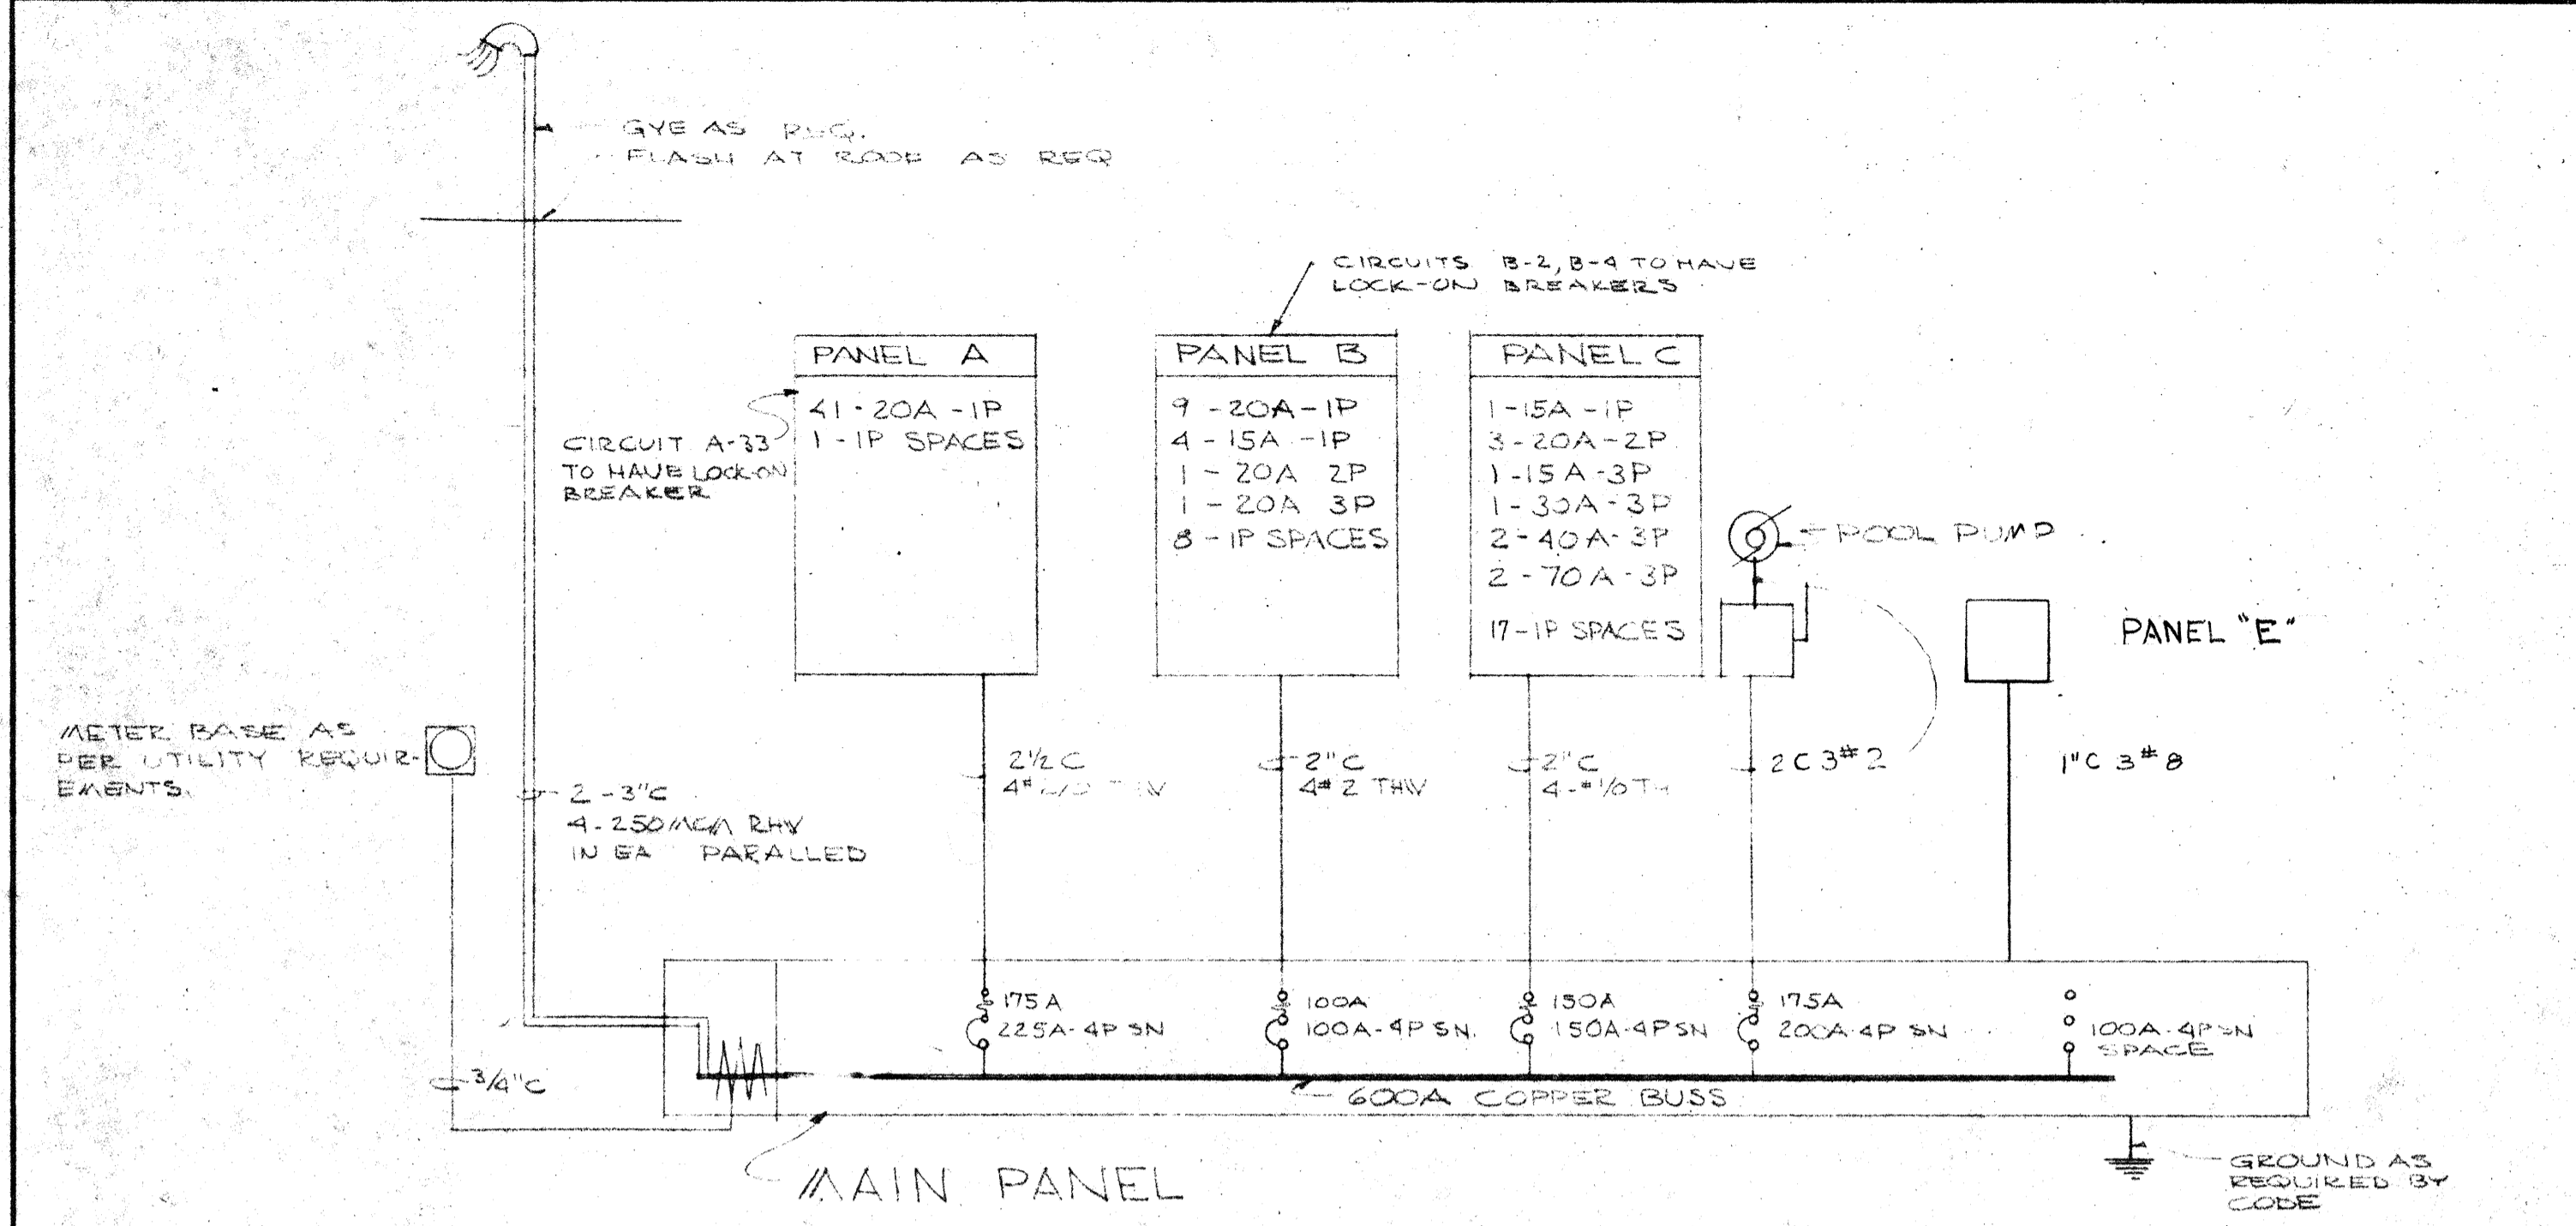 GYE AS REQ.
FLASH AT ROOF AS REQ
CIRCUITS B-2, B-4 TO HAVE
LOCK-ON BREAKERS
PANEL A
41-20A-1P
1-1P SPACES
CIRCUIT A-33
TO HAVE LOCK-ON
BREAKER
PANEL B
9-20A-1P
4-15A-1P
1-20A 2P
1-20A 3P
8-1P SPACES
PANEL C
1-15A-1P
3-20A-2P
1-15A-3P
1-30A-3P
2-40A-3P
2-70A-3P
17-1P SPACES
POOL PUMP
PANEL "E"
METER BASE AS
PER UTILITY REQUIR-
EMENTS.
2-3"C
4-250MCM RHW
IN EA PARALLED
2½C
4#
2"C
4#2 THW
2"C
4-#1/0
2C 3#2
1"C 3#8
175A
225A-4P SN
100A
100A-4P SN.
150A
150A-4P SN
175A
200A-4P SN
100A-4P SN
SPACE
3/4"C
600A COPPER BUSS
MAIN PANEL
GROUND AS
REQUIRED BY
CODE